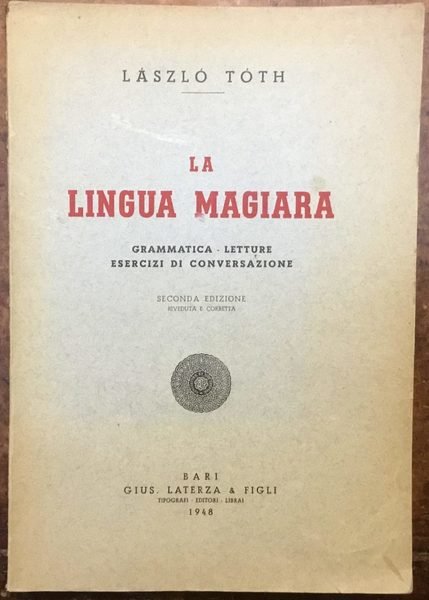 LÁSZLÓ TÓTH
LA
LINGUA MAGIARA
GRAMMATICA - LETTURE
ESERCIZI DI CONVERSAZIONE
SECONDA EDIZIONE
RIVEDUTA E CORRETTA
BARI
GIUS. LATERZA & FIGLI
TIPOGRAFI - EDITORI - LIBRAI
1948